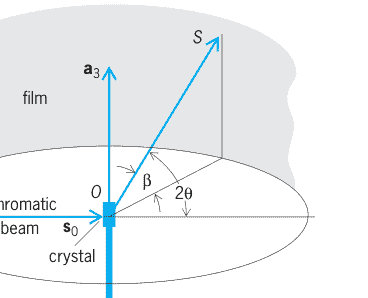 S
a₃
film
β
2θ
O
hromatic
beam s₀
crystal